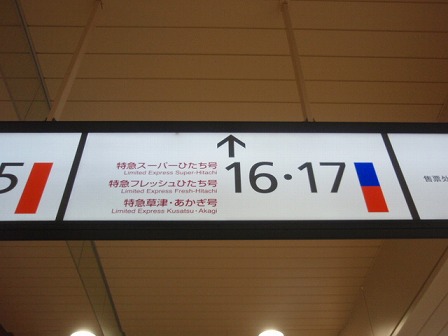 5
↑
特急スーパーひたち号
Limited Express Super-Hitachi
特急フレッシュひたち号
Limited Express Fresh-Hitachi
特急草津・あかぎ号
Limited Express Kusatsu・Akagi
16・17